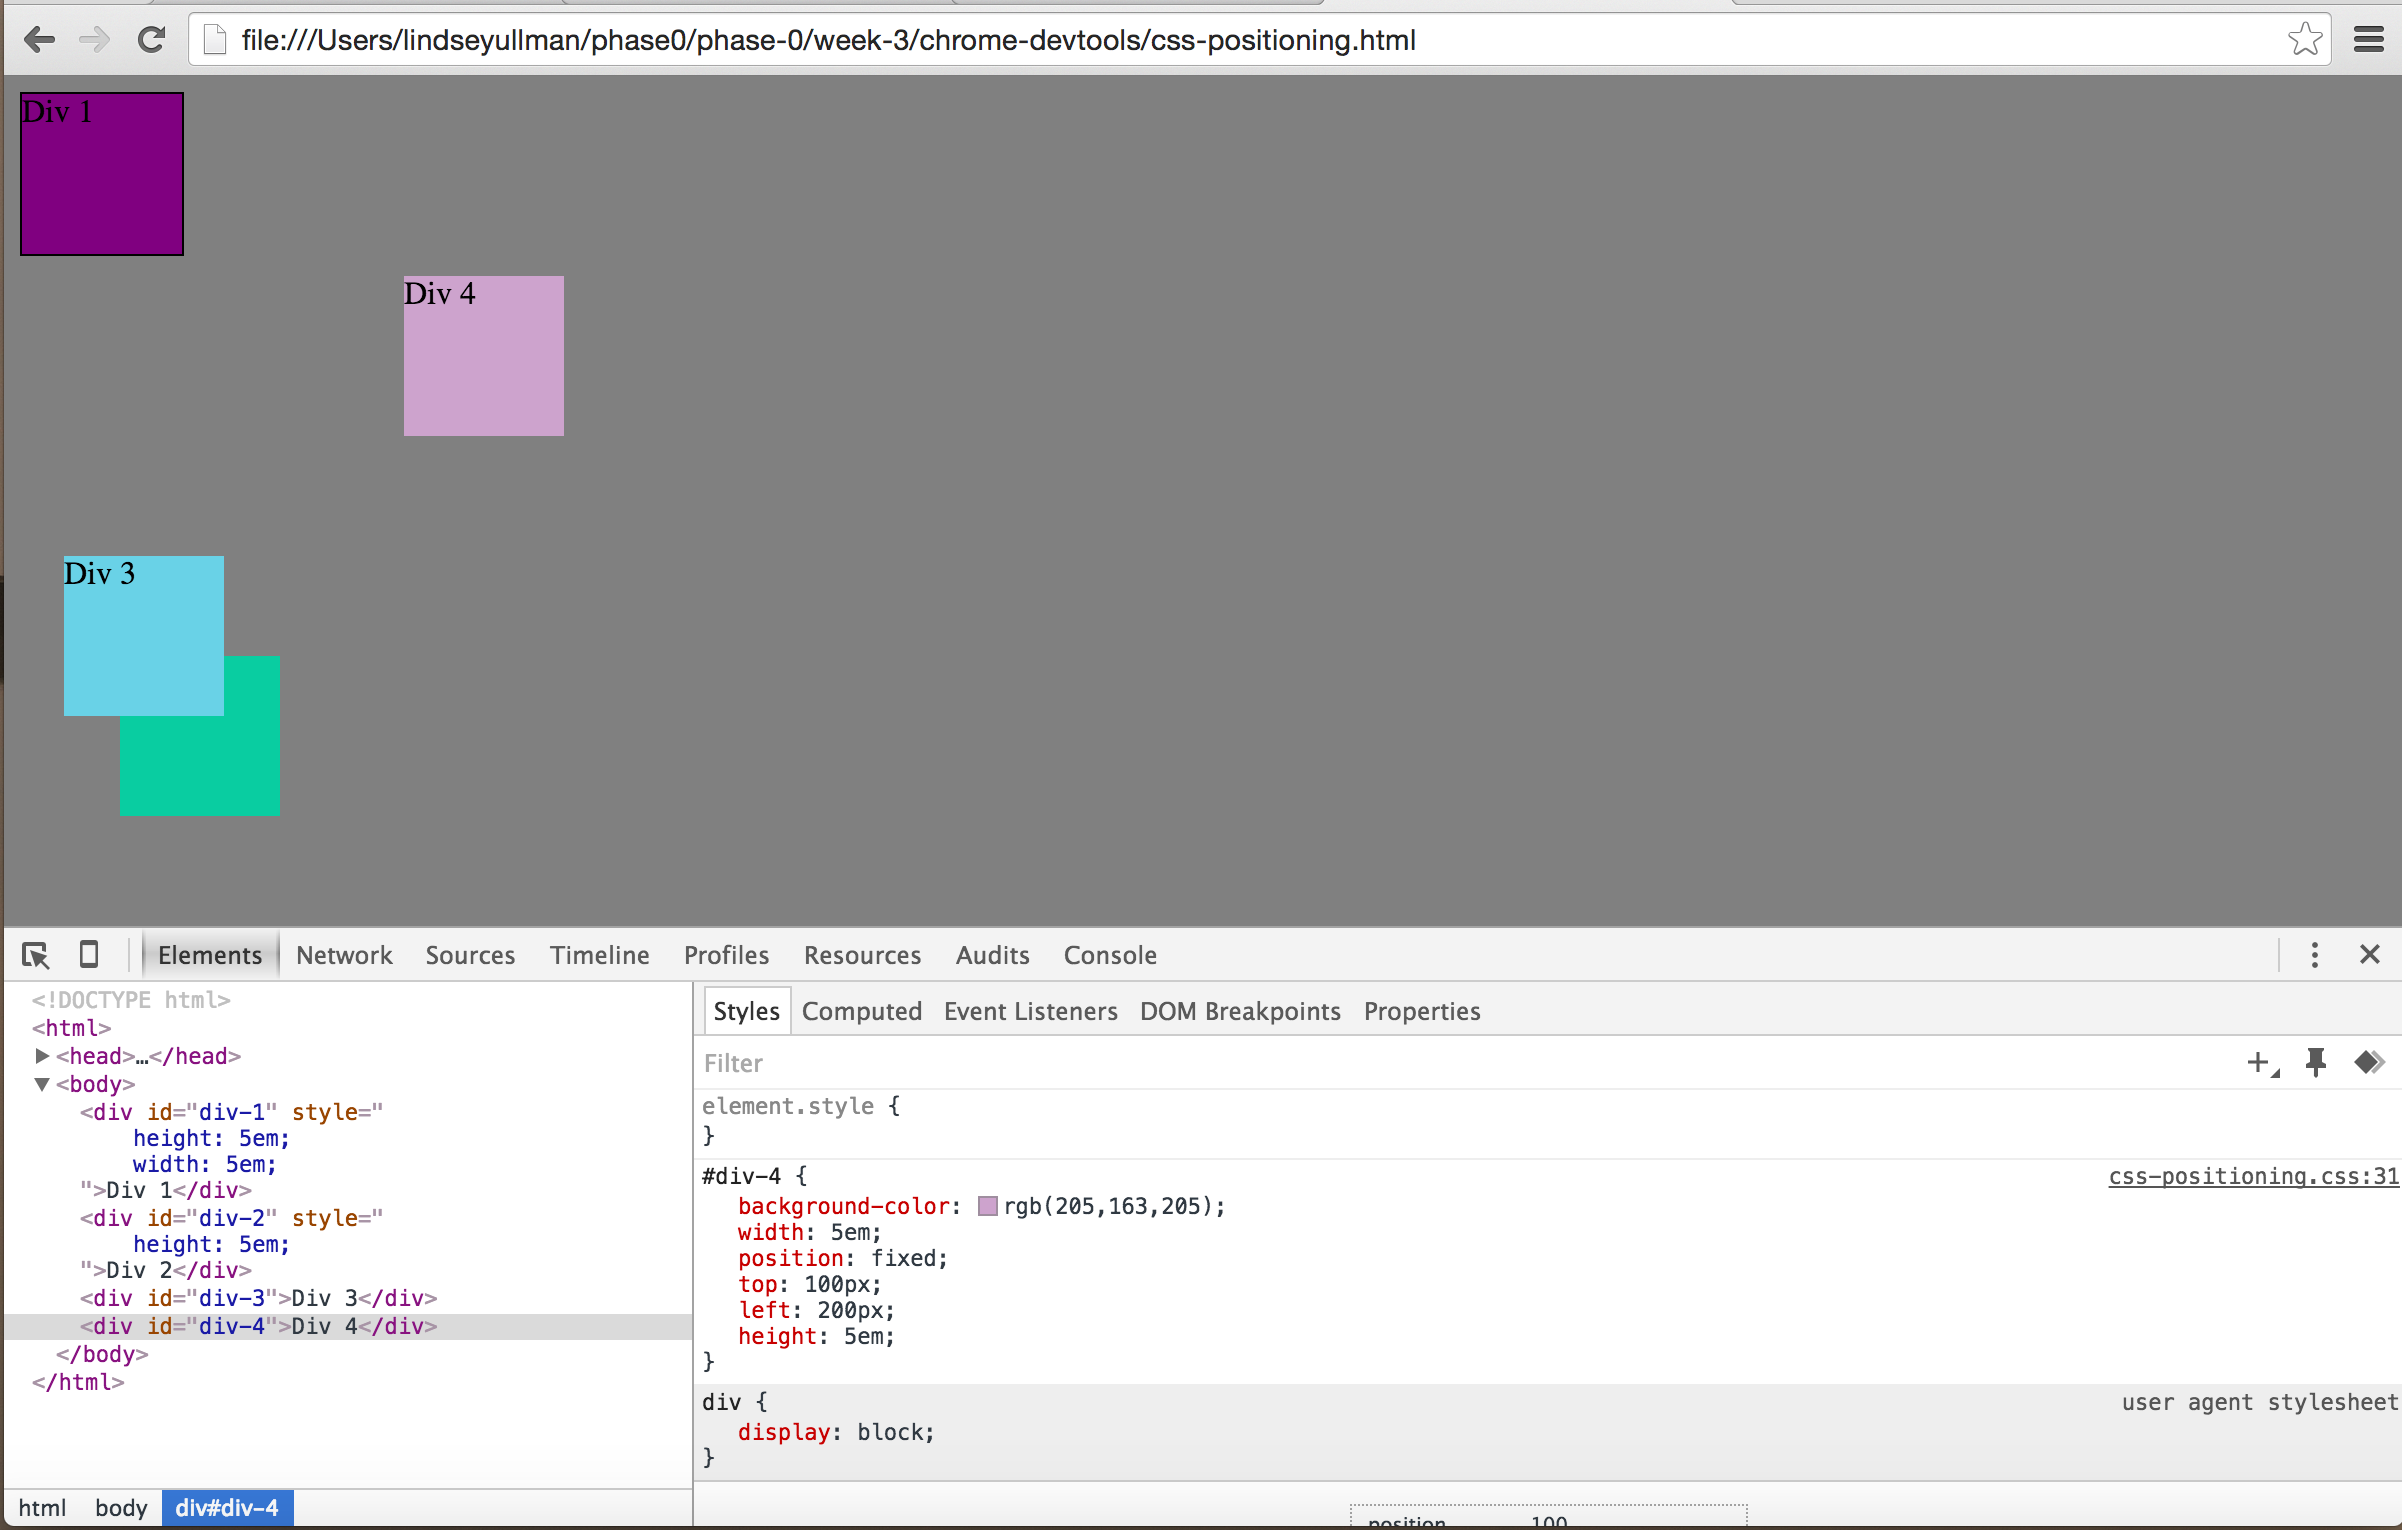 file:///Users/lindseyullman/phase0/phase-0/week-3/chrome-devtools/css-positioning.html
Div 1
Div 4
Div 3
Elements Network Sources Timeline Profiles Resources Audits Console
<!DOCTYPE html>
<html>
<head>…</head>
<body>
<div id="div-1" style="
height: 5em;
width: 5em;
">Div 1</div>
<div id="div-2" style="
height: 5em;
">Div 2</div>
<div id="div-3">Div 3</div>
<div id="div-4">Div 4</div>
</body>
</html>
html body div#div-4
Styles Computed Event Listeners DOM Breakpoints Properties
Filter
element.style {
}
#div-4 { css-positioning.css:31
background-color: rgb(205,163,205);
width: 5em;
position: fixed;
top: 100px;
left: 200px;
height: 5em;
}
div { user agent stylesheet
display: block;
}
position 100